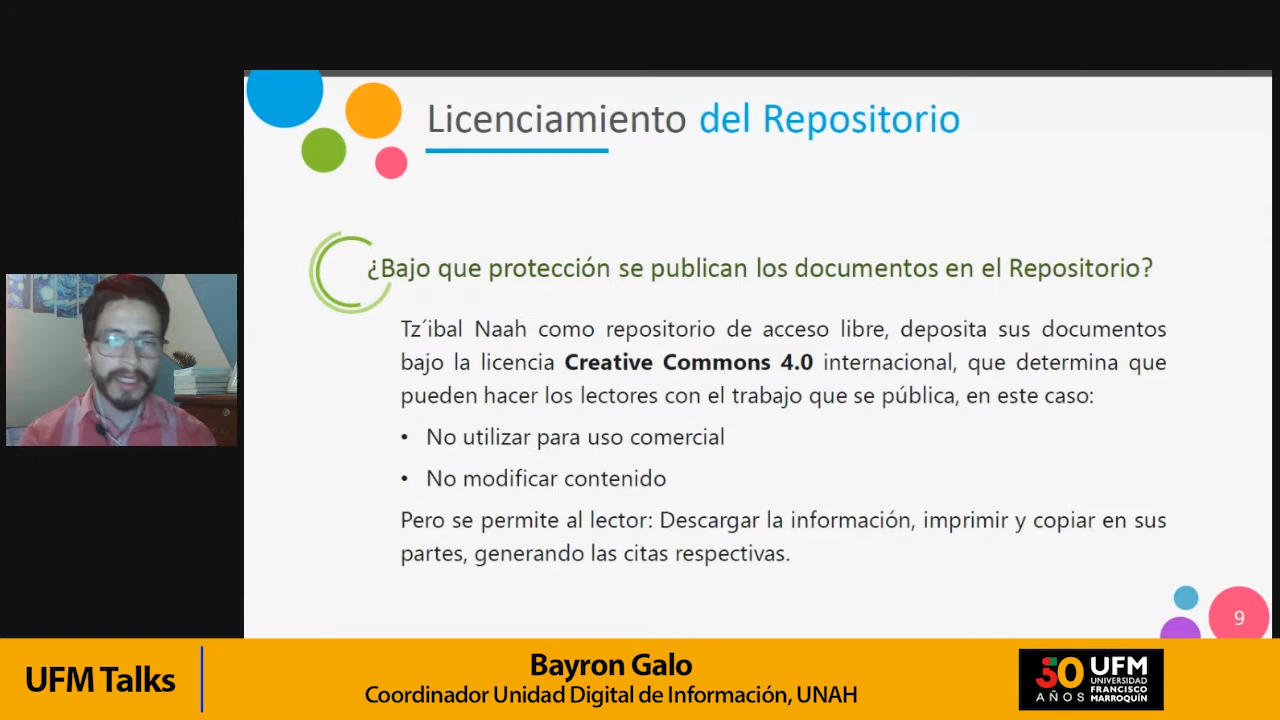 Licenciamiento del Repositorio
¿Bajo que protección se publican los documentos en el Repositorio?
Tz´ibal Naah como repositorio de acceso libre, deposita sus documentos
bajo la licencia Creative Commons 4.0 internacional, que determina que
pueden hacer los lectores con el trabajo que se pública, en este caso:
• No utilizar para uso comercial
• No modificar contenido
Pero se permite al lector: Descargar la información, imprimir y copiar en sus
partes, generando las citas respectivas.
9
UFM Talks
Bayron Galo
Coordinador Unidad Digital de Información, UNAH
50
AÑOS
UFM
UNIVERSIDAD
FRANCISCO
MARROQUÍN